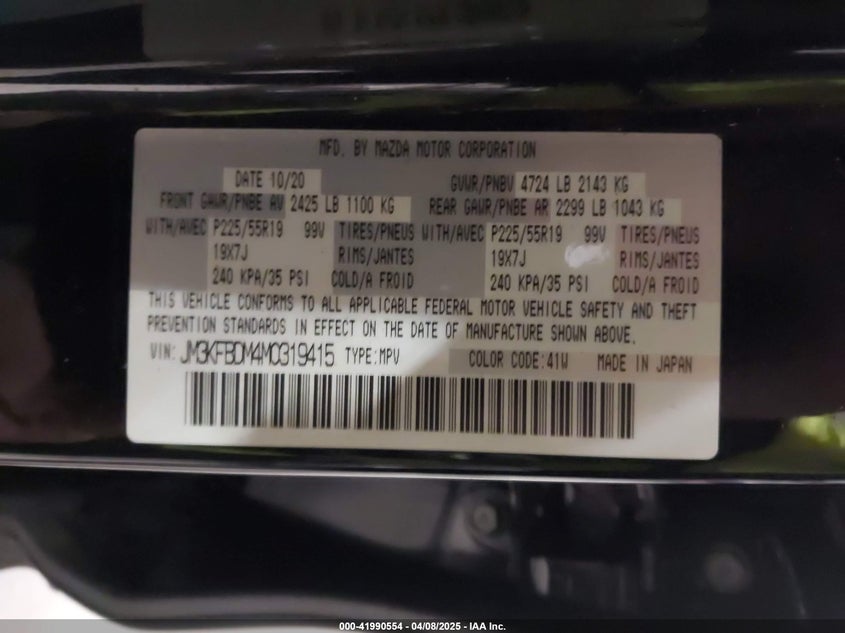 MFD. BY MAZDA MOTOR CORPORATION
DATE 10/20 GVWR/PNBV 4724 LB 2143 KG
FRONT GAWR/PNBE AV 2425 LB 1100 KG REAR GAWR/PNBE AR 2299 LB 1043 KG
WITH/AVEC P225/55R19 99V TIRES/PNEUS WITH/AVEC P225/55R19 99V TIRES/PNEUS
19X7J RIMS/JANTES 19X7J RIMS/JANTES
240 KPA/35 PSI COLD/A FROID 240 KPA/35 PSI COLD/A FROID
THIS VEHICLE CONFORMS TO ALL APPLICABLE FEDERAL MOTOR VEHICLE SAFETY AND THEFT
PREVENTION STANDARDS IN EFFECT ON THE DATE OF MANUFACTURE SHOWN ABOVE.
VIN: JM3KFBDM4M0319415 TYPE:MPV COLOR CODE:41W MADE IN JAPAN
000-41990554 - 04/08/2025 - IAA Inc.